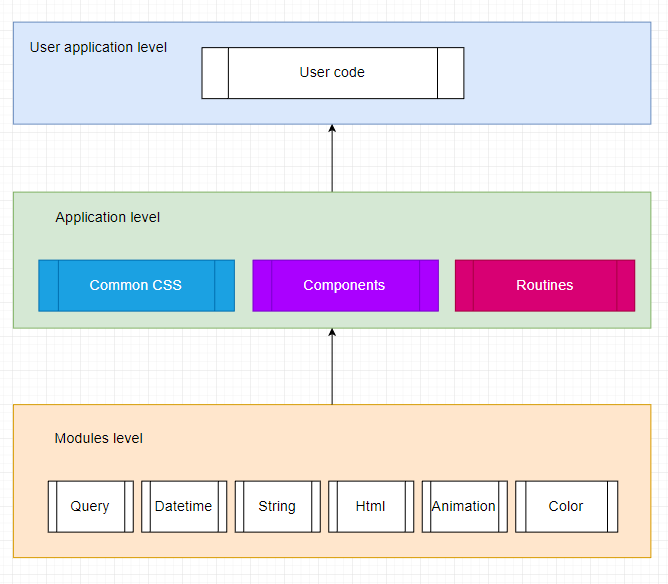 User application level
User code
Application level
Common CSS
Components
Routines
Modules level
Query
Datetime
String
Html
Animation
Color